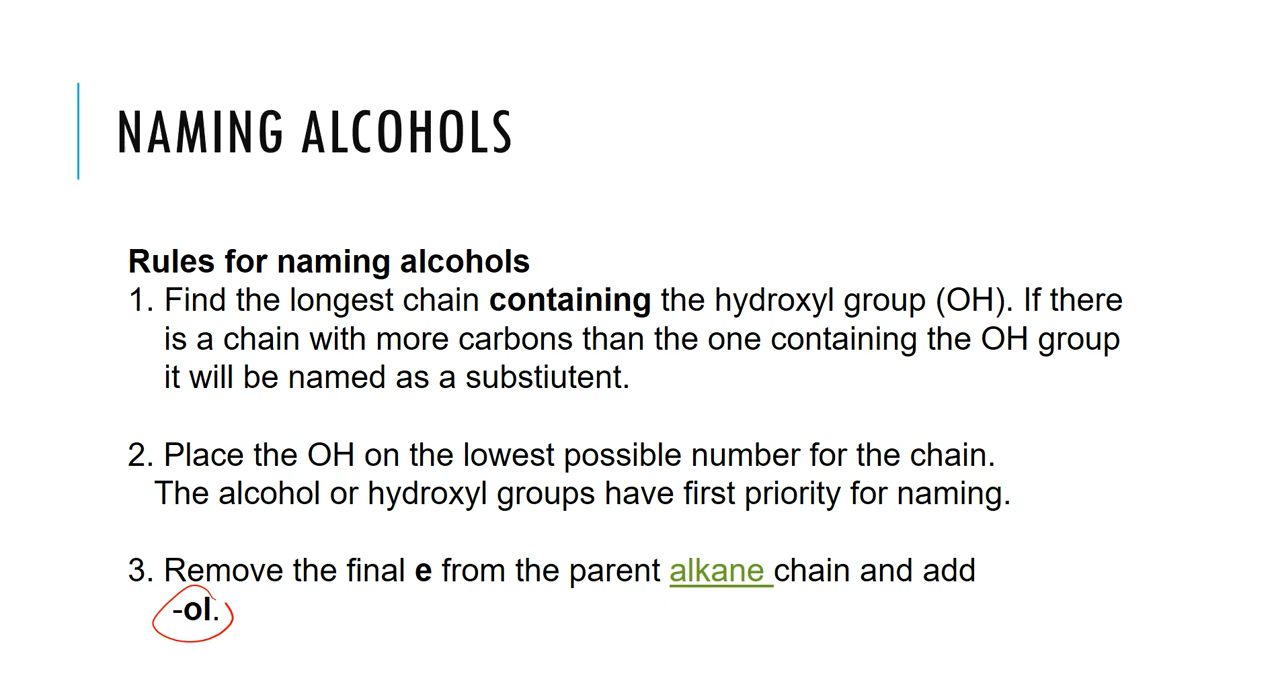 NAMING ALCOHOLS
Rules for naming alcohols
1. Find the longest chain containing the hydroxyl group (OH). If there
is a chain with more carbons than the one containing the OH group
it will be named as a substiutent.
2. Place the OH on the lowest possible number for the chain.
The alcohol or hydroxyl groups have first priority for naming.
3. Remove the final e from the parent alkane chain and add
-ol.